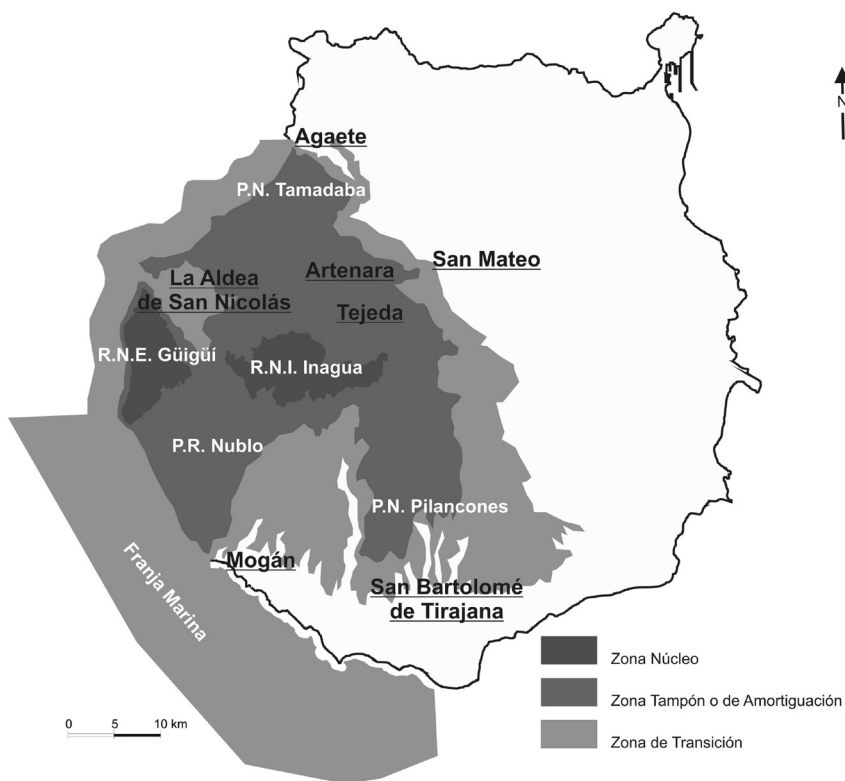 N
Agaete
P.N. Tamadaba
San Mateo
La Aldea
de San Nicolás
Artenara
Tejeda
R.N.E. Güigüí
R.N.I. Inagua
P.R. Nublo
P.N. Pilancones
Franja Marina
Mogán
San Bartolomé
de Tirajana
Zona Núcleo
Zona Tampón o de Amortiguación
Zona de Transición
0 5 10 km